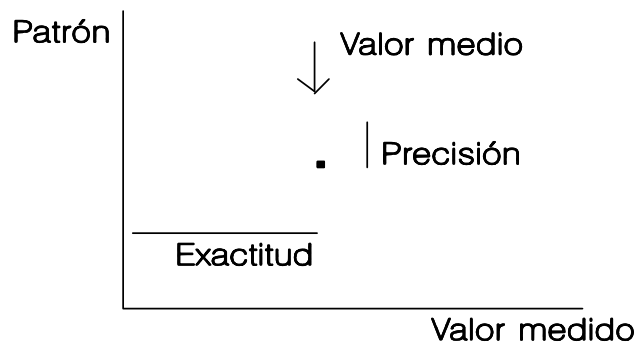 Patrón
Valor medio
Precisión
Exactitud
Valor medido